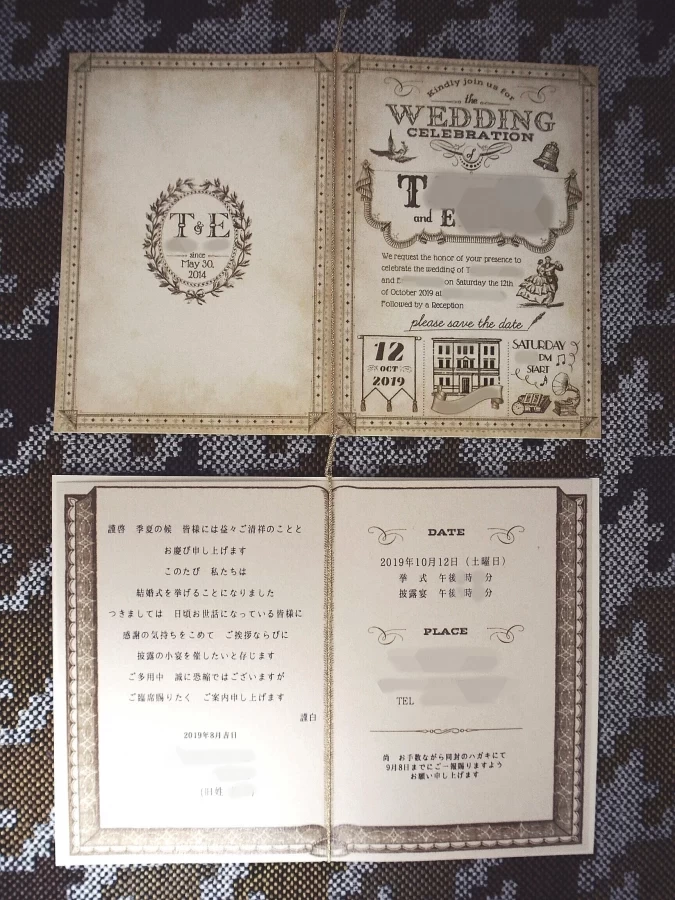 T & E
since
May 30,
2014
Kindly join us for
the
WEDDING
CELEBRATION
of
T
and E
We request the honor of your presence to
celebrate the wedding of T
and E on Saturday the 12th
of October 2019 at
Followed by a Reception
please save the date
12
OCT
2019
SATURDAY
PM
START
謹啓 季夏の候 皆様には益々ご清祥のことと
お慶び申し上げます
このたび 私たちは
結婚式を挙げることになりました
つきましては 日頃お世話になっている皆様に
感謝の気持ちをこめて ご挨拶ならびに
披露の小宴を催したいと存じます
ご多用中 誠に恐縮ではございますが
ご臨席賜りたく ご案内申し上げます
謹白
2019年8月吉日
(旧姓 )
DATE
2019年10月12日(土曜日)
挙 式 午後 時 分
披露宴 午後 時 分
PLACE
TEL
尚 お手数ながら同封のハガキにて
9月8日までにご一報賜りますよう
お願い申し上げます